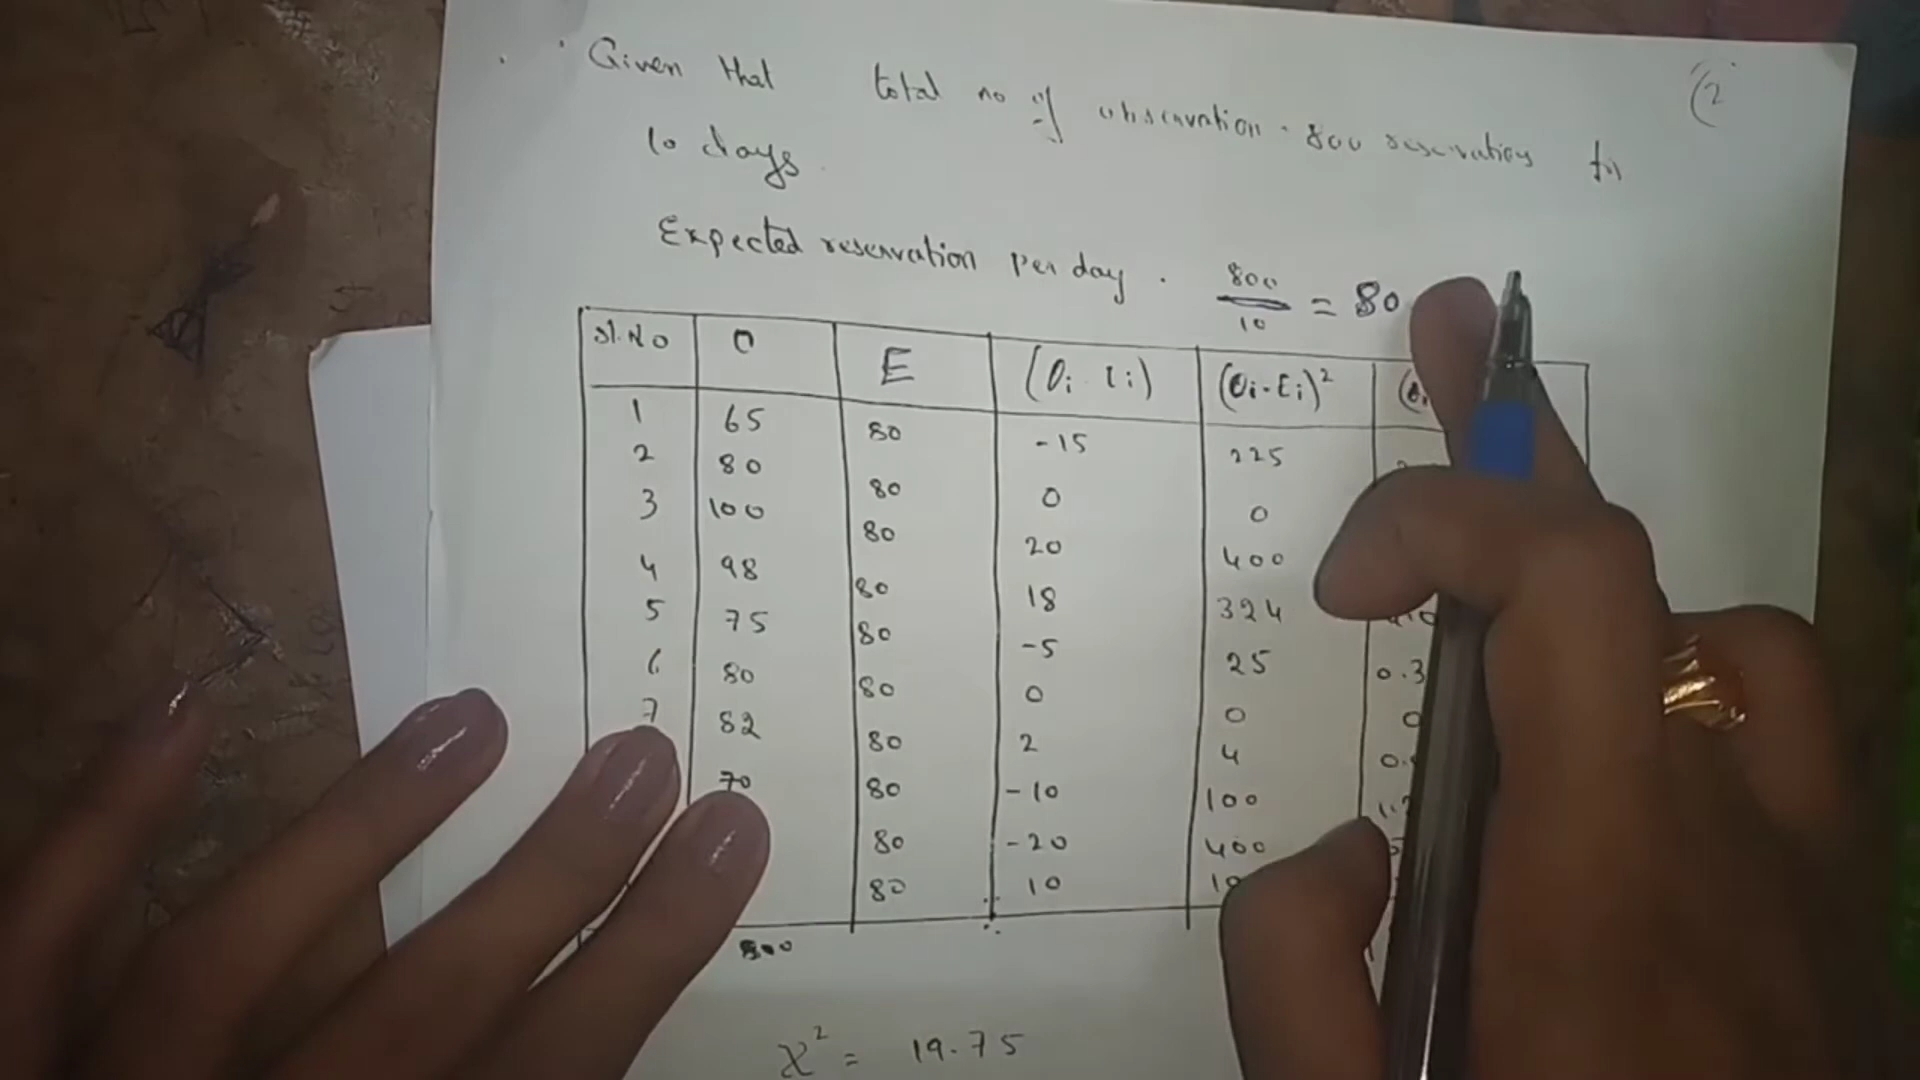 Given that total no of observation = 800 reservations for
10 days.
(2
Expected reservation per day. 800/10 = 80
Sl.No O E (Oi - Ei) (Oi-Ei)²
1 65 80 -15 225
2 80 80 0 0
3 100 80 20 400
4 98 80 18 324
5 75 80 -5 25 0.3
6 80 80 0 0 0
7 82 80 2 4 0.
70 80 -10 100 1.2
80 -20 400
80 10
800
χ² = 19.75